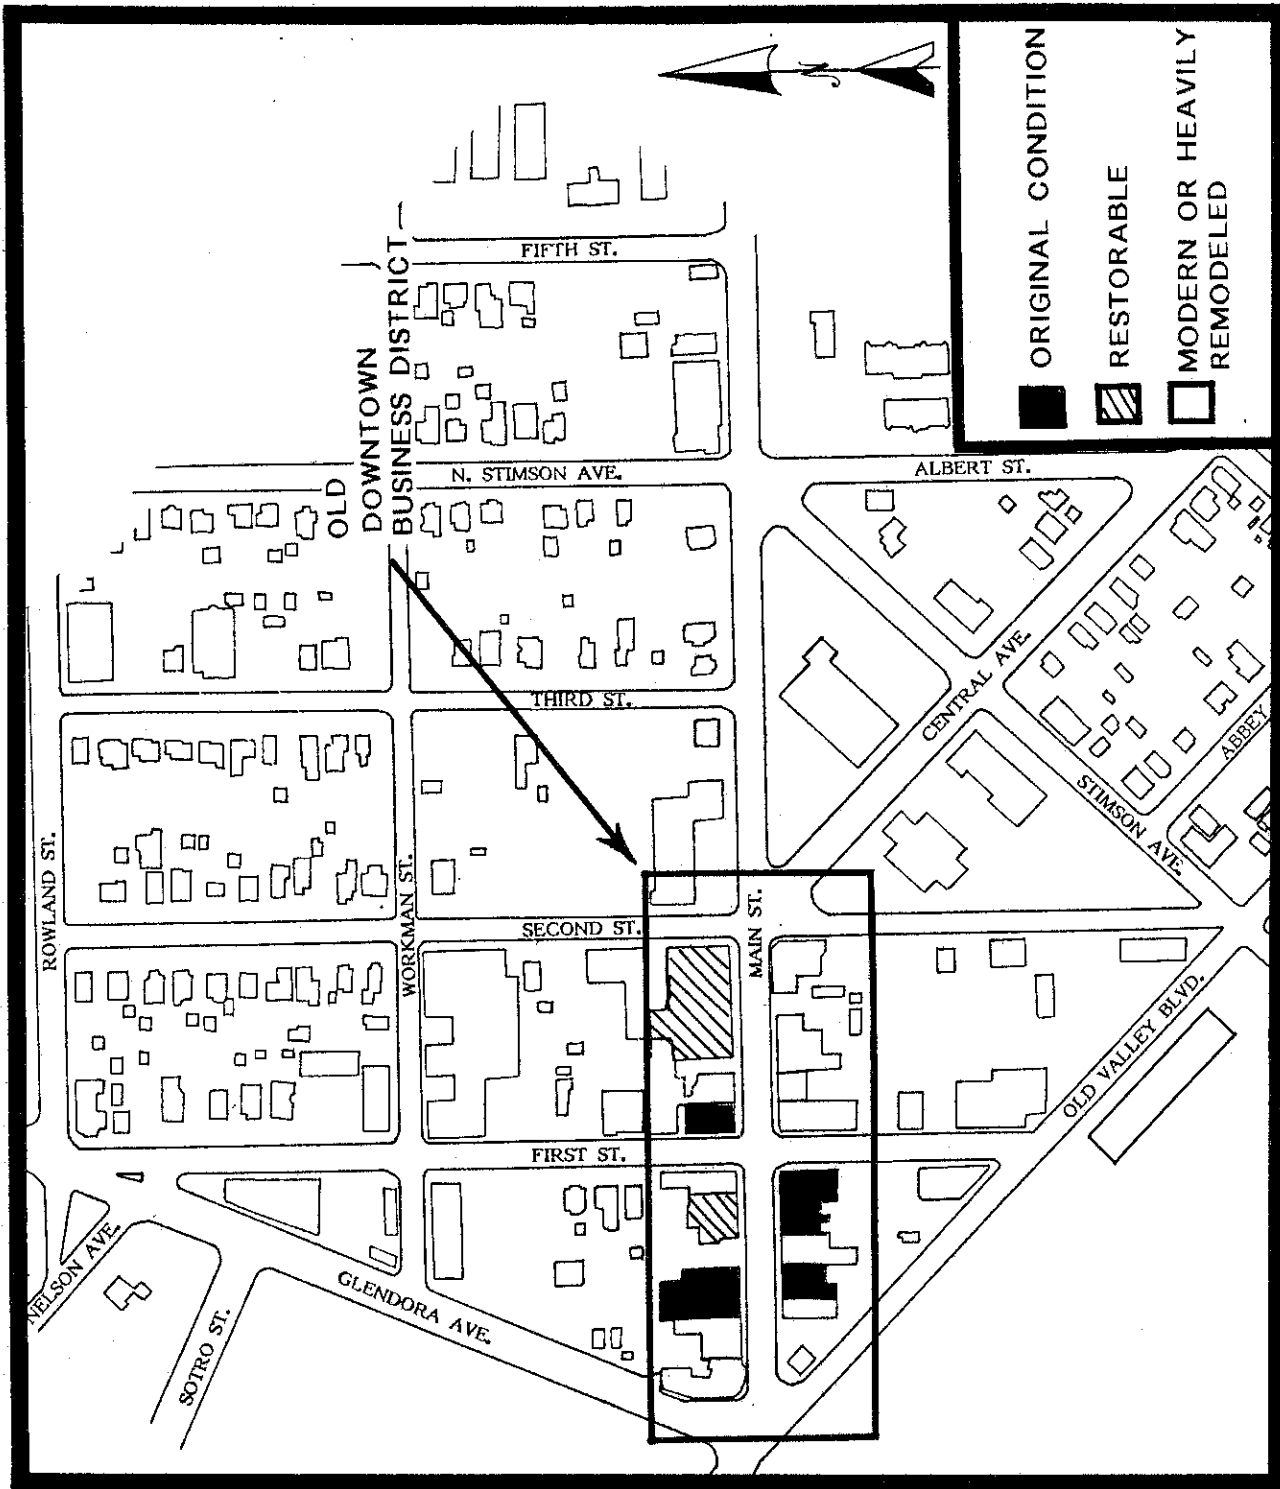 OLD
DOWNTOWN
BUSINESS DISTRICT
ORIGINAL CONDITION
RESTORABLE
MODERN OR HEAVILY
REMODELED
N
FIFTH ST.
N. STIMSON AVE.
ALBERT ST.
THIRD ST.
CENTRAL AVE.
STIMSON AVE.
ABBEY
ROWLAND ST.
WORKMAN ST.
SECOND ST.
MAIN ST.
OLD VALLEY BLVD.
FIRST ST.
NELSON AVE.
SOTRO ST.
GLENDORA AVE.